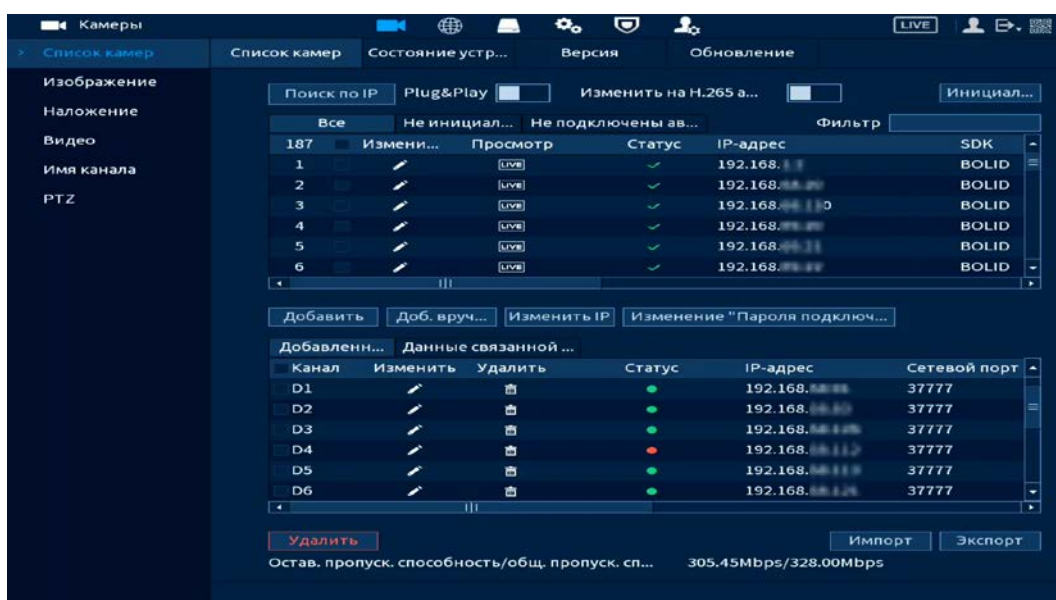 Камеры LIVE
> Список камер
Изображение
Наложение
Видео
Имя канала
PTZ
Список камер Состояние устр... Версия Обновление
Поиск по IP Plug&Play Изменить на H.265 а... Инициал...
Все Не инициал... Не подключены ав... Фильтр
187 Измени... Просмотр Статус IP-адрес SDK
1 LIVE 192.168. BOLID
2 LIVE 192.168. BOLID
3 LIVE 192.168. 0 BOLID
4 LIVE 192.168. BOLID
5 LIVE 192.168. BOLID
6 LIVE 192.168. BOLID
Добавить Доб. вруч... Изменить IP Изменение "Пароля подключ...
Добавленн... Данные связанной ...
Канал Изменить Удалить Статус IP-адрес Сетевой порт
D1 192.168. 37777
D2 192.168. 37777
D3 192.168. 37777
D4 192.168. 37777
D5 192.168. 37777
D6 192.168. 37777
Удалить Импорт Экспорт
Остав. пропуск. способность/общ. пропуск. сп... 305.45Mbps/328.00Mbps